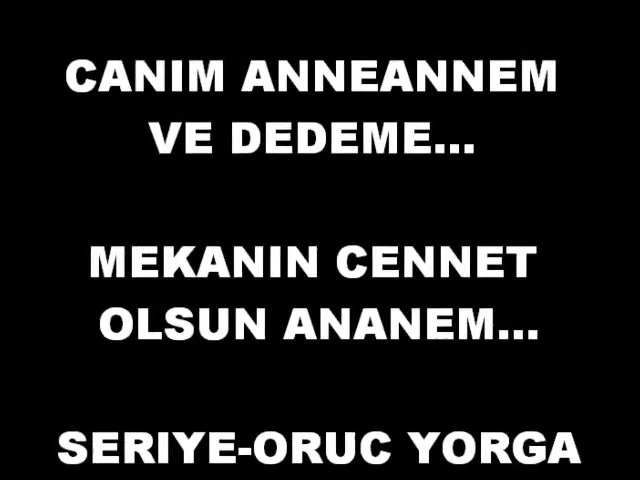 CANIM ANNEANNEM
VE DEDEME...
MEKANIN CENNET
OLSUN ANANEM...
SERIYE-ORUC YORGA